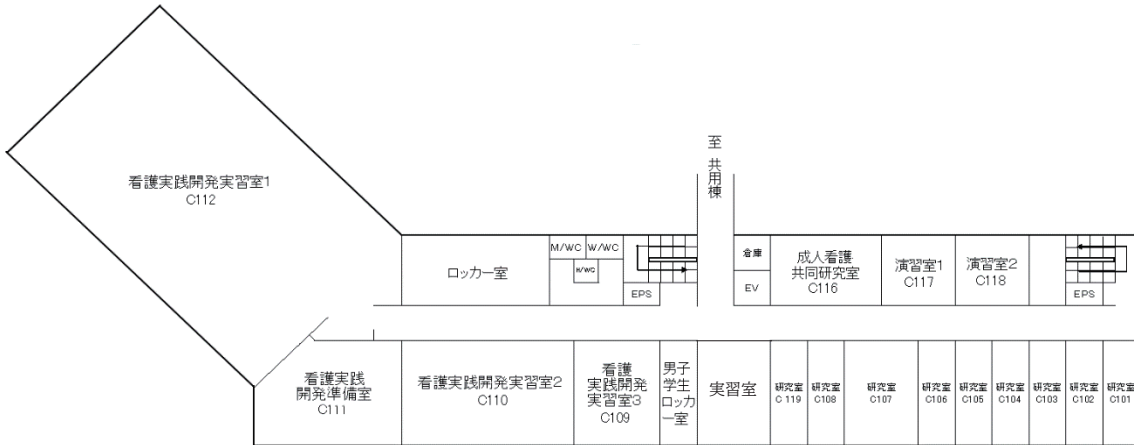 至 共用棟
看護実践開発実習室1
C112
ロッカー室
M/WC
W/WC
H/WC
EPS
倉庫
EV
成人看護
共同研究室
C116
演習室1
C117
演習室2
C118
EPS
看護実践
開発準備室
C111
看護実践開発実習室2
C110
看護
実践開発
実習室3
C109
男子
学生
ロッカ
ー室
実習室
研究室
C 119
研究室
C108
研究室
C107
研究室
C106
研究室
C105
研究室
C104
研究室
C103
研究室
C102
研究室
C101